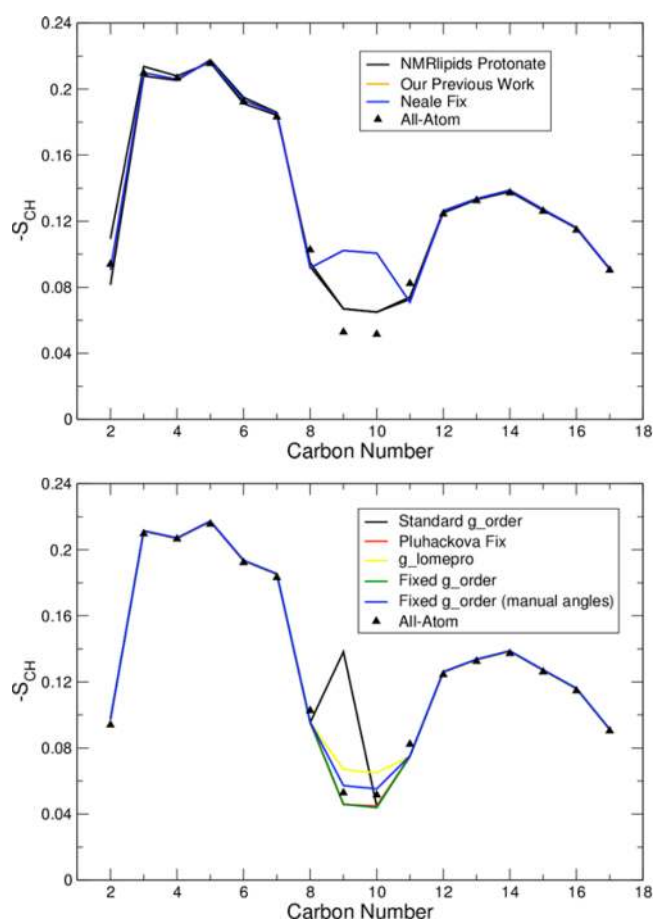 0.24
0.2
0.16
0.12
0.08
0.04
0
-SCH
NMRlipids Protonate
Our Previous Work
Neale Fix
All-Atom
2 4 6 8 10 12 14 16 18
Carbon Number
0.24
0.2
0.16
0.12
0.08
0.04
0
-SCH
Standard g_order
Pluhackova Fix
g_lomepro
Fixed g_order
Fixed g_order (manual angles)
All-Atom
2 4 6 8 10 12 14 16 18
Carbon Number